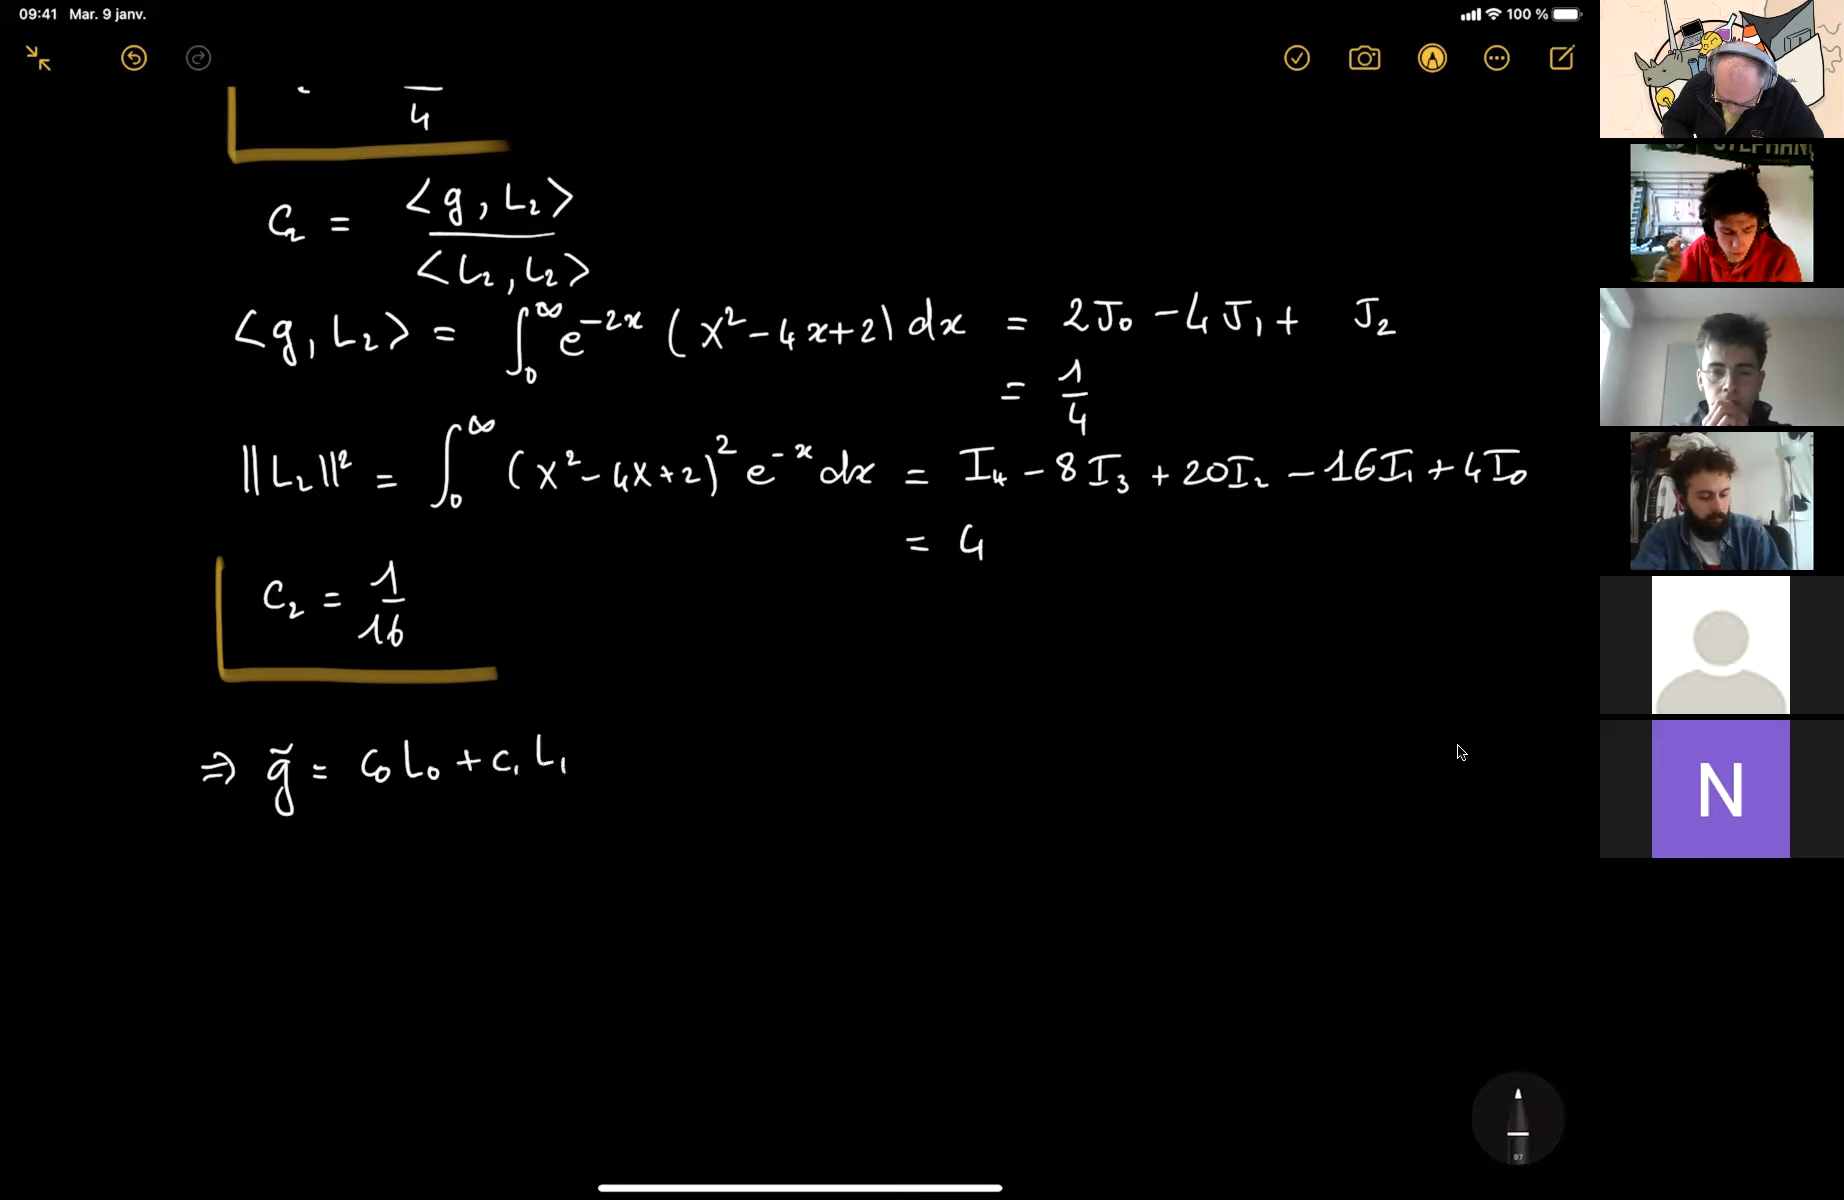 09:41 Mar. 9 janv. 100 %
4
C₂ = <g, L₂> / <L₂, L₂>
<g, L₂> = ∫₀^∞ e^{-2x} (x² - 4x + 2) dx = 2J₀ - 4J₁ + J₂
= 1/4
||L₂||² = ∫₀^∞ (x² - 4x + 2)² e^{-x} dx = I₄ - 8I₃ + 20I₂ - 16I₁ + 4I₀
= 4
C₂ = 1/16
⇒ g̃ = C₀L₀ + C₁L₁
N
97